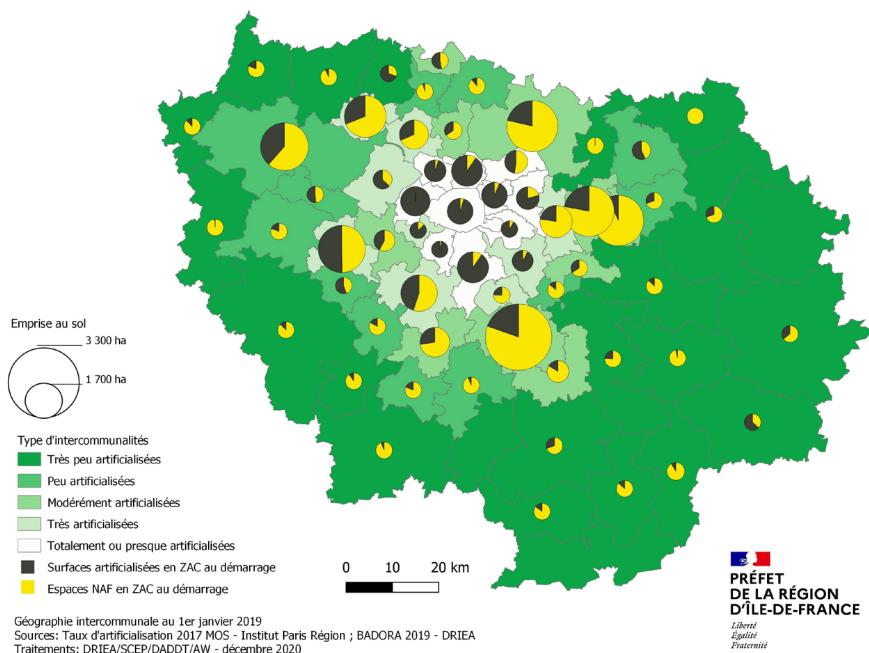 Emprise au sol
3 300 ha
1 700 ha
Type d'intercommunalités
Très peu artificialisées
Peu artificialisées
Modérément artificialisées
Très artificialisées
Totalement ou presque artificialisées
Surfaces artificialisées en ZAC au démarrage
Espaces NAF en ZAC au démarrage
0 10 20 km
PRÉFET
DE LA RÉGION
D'ÎLE-DE-FRANCE
Liberté
Égalité
Fraternité
Géographie intercommunale au 1er janvier 2019
Sources: Taux d'artificialisation 2017 MOS - Institut Paris Région ; BADORA 2019 - DRIEA
Traitements: DRIEA/SCEP/DADDT/AW - décembre 2020